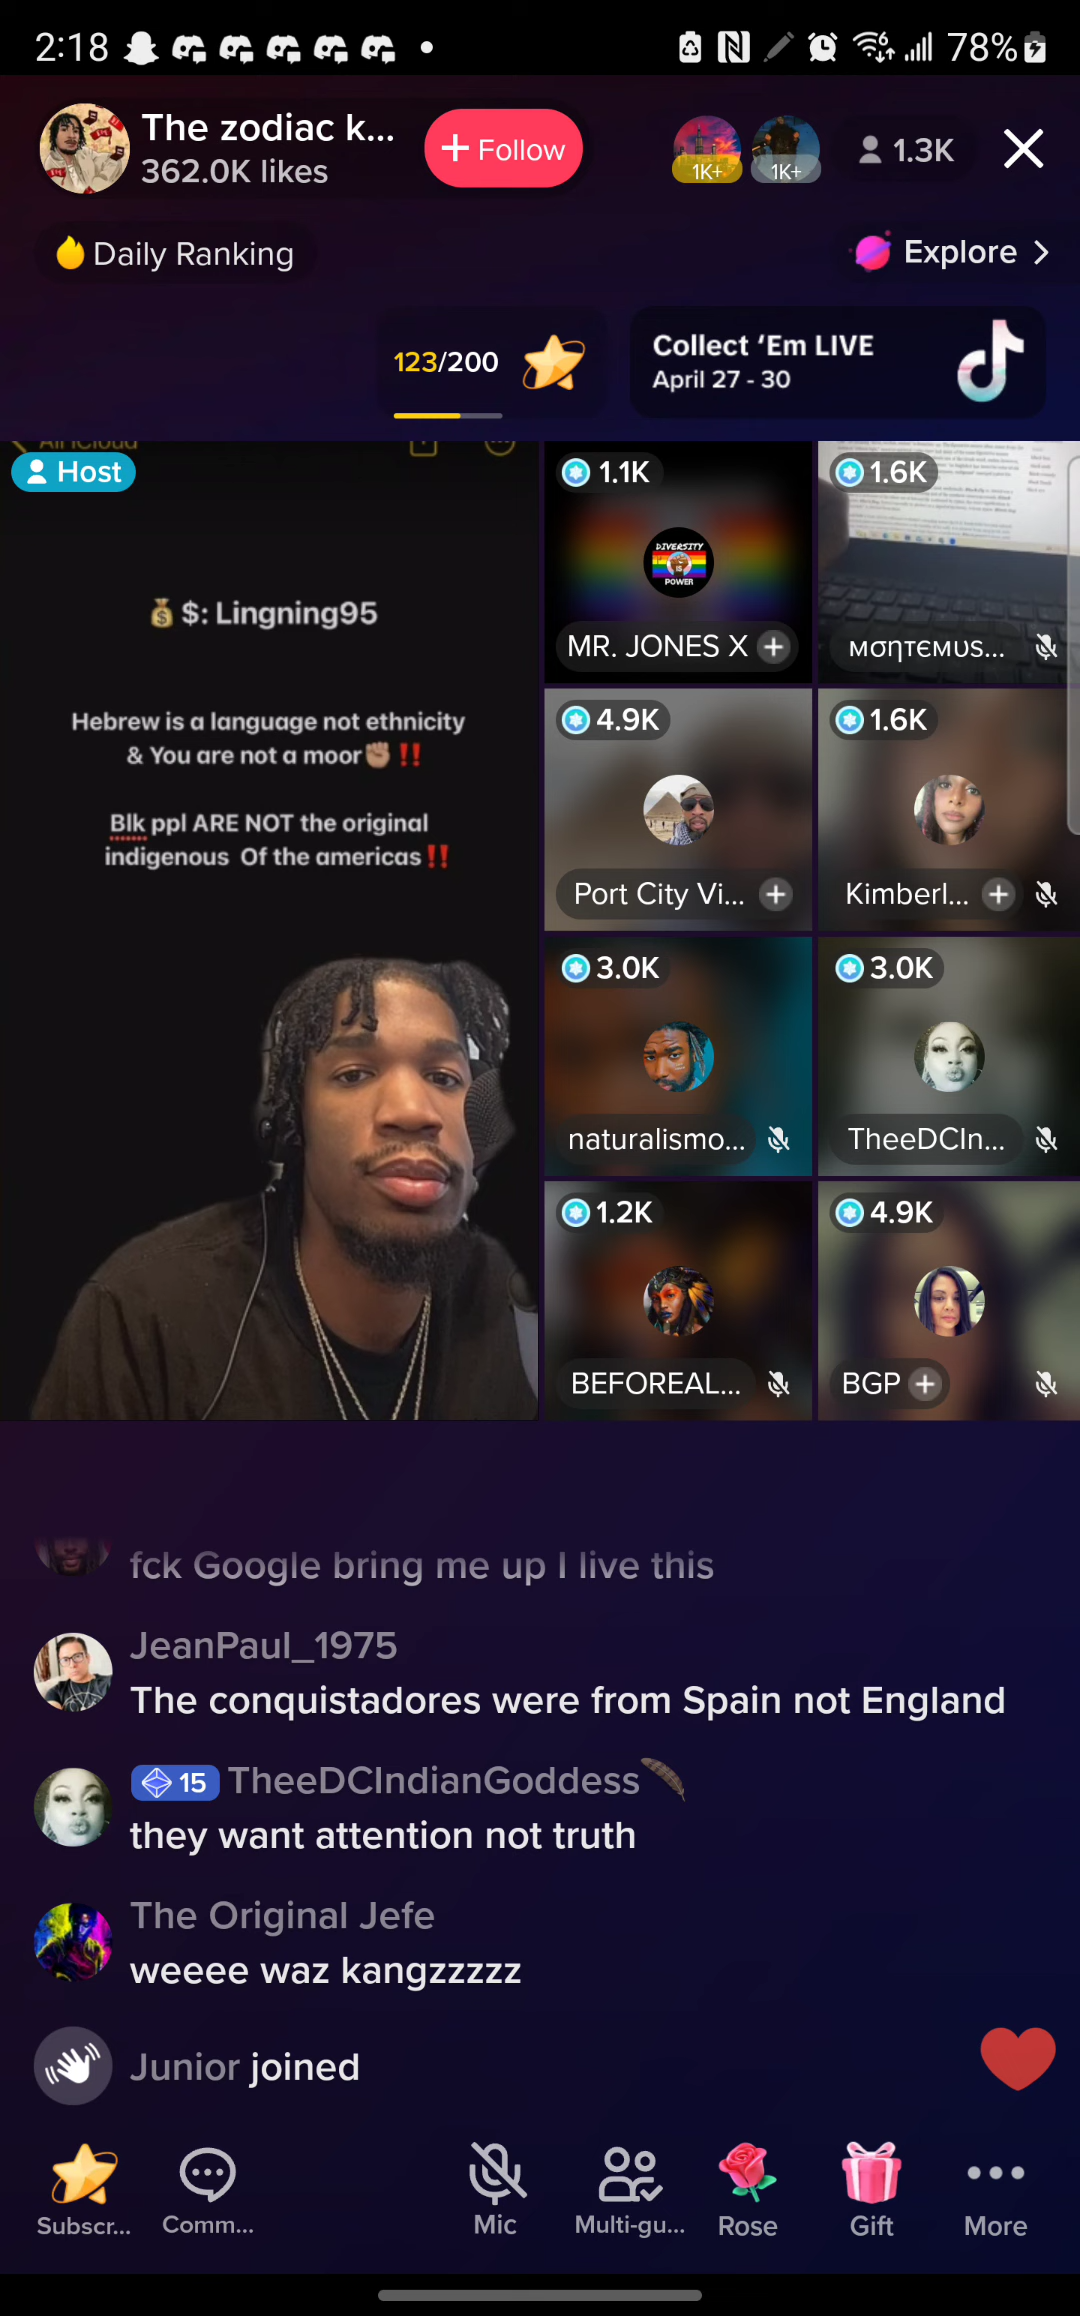 2:18
78%
The zodiac k...
362.0K likes
+ Follow
1K+
1K+
1.3K
Daily Ranking
Explore >
123/200
Collect 'Em LIVE
April 27 - 30
All iCloud
Host
💰$: Lingning95
Hebrew is a language not ethnicity
& You are not a moor✊🏽‼️
Blk ppl ARE NOT the original
indigenous Of the americas‼️
1.1K
DIVERSITY
IS
POWER
MR. JONES X
1.6K
мσητємυs...
4.9K
Port City Vi...
1.6K
Kimberl...
3.0K
naturalismo...
3.0K
TheeDCIn...
1.2K
BEFOREAL...
4.9K
BGP
fck Google bring me up I live this
JeanPaul_1975
The conquistadores were from Spain not England
15 TheeDCIndianGoddess🪶
they want attention not truth
The Original Jefe
weeee waz kangzzzzz
Junior joined
Subscr...
Comm...
Mic
Multi-gu...
Rose
Gift
More